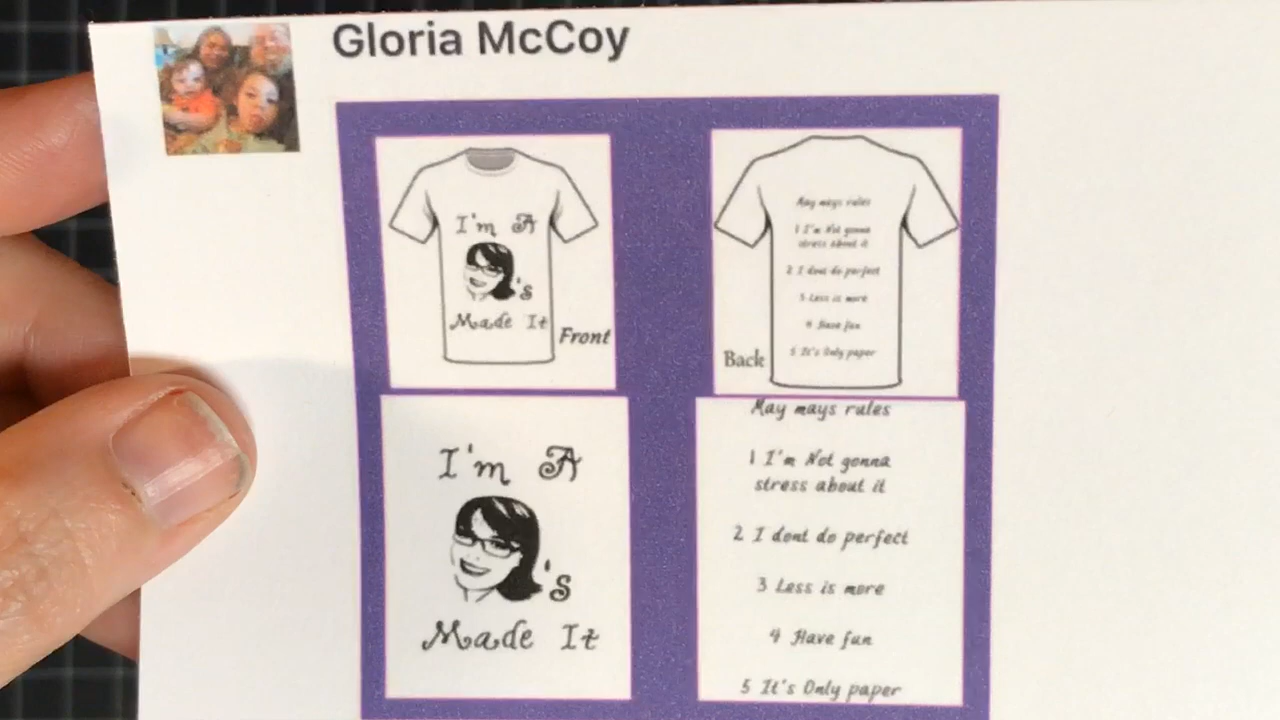 Gloria McCoy
I'm A
's
Made It
Front
May mays rules
1 I'm Not gonna
stress about it
2 I dont do perfect
3 Less is more
4 Have fun
5 It's Only paper
Back
I'm A
's
Made It
May mays rules
1 I'm Not gonna
stress about it
2 I dont do perfect
3 Less is more
4 Have fun
5 It's Only paper